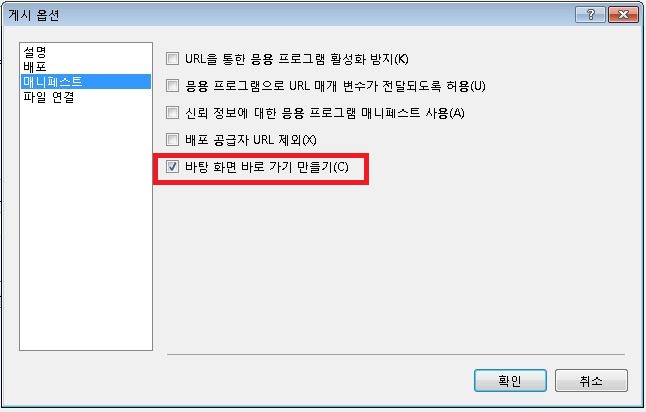 게시 옵션
설명
배포
매니페스트
파일 연결
URL을 통한 응용 프로그램 활성화 방지(K)
응용 프로그램으로 URL 매개 변수가 전달되도록 허용(U)
신뢰 정보에 대한 응용 프로그램 매니페스트 사용(A)
배포 공급자 URL 제외(X)
바탕 화면 바로 가기 만들기(C)
확인
취소